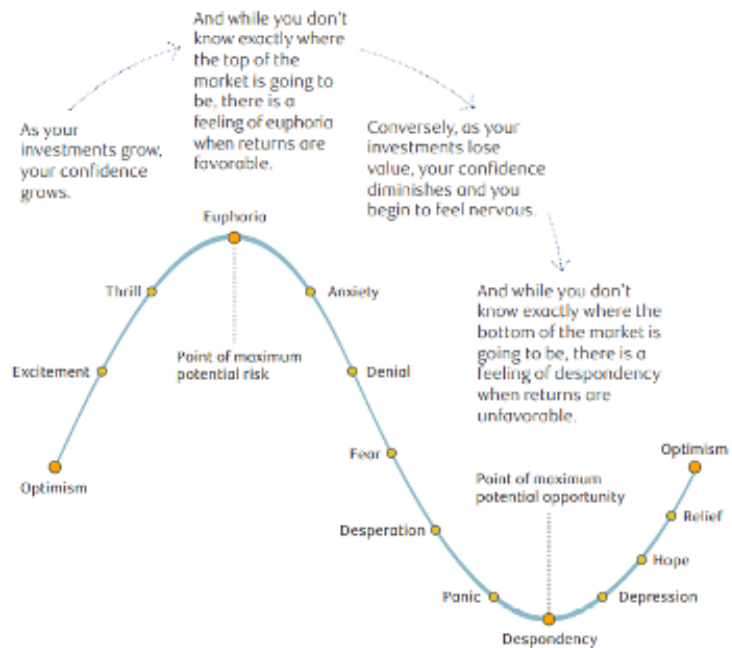 As your
investments grow,
your confidence
grows.
And while you don't
know exactly where
the top of the
market is going to
be, there is a
feeling of euphoria
when returns are
favorable.
Conversely, as your
investments lose
value, your confidence
diminishes and you
begin to feel nervous.
And while you don't
know exactly where the
bottom of the market is
going to be, there is a
feeling of despondency
when returns are
unfavorable.
Optimism
Excitement
Thrill
Euphoria
Point of maximum
potential risk
Anxiety
Denial
Fear
Desperation
Panic
Despondency
Point of maximum
potential opportunity
Depression
Hope
Relief
Optimism